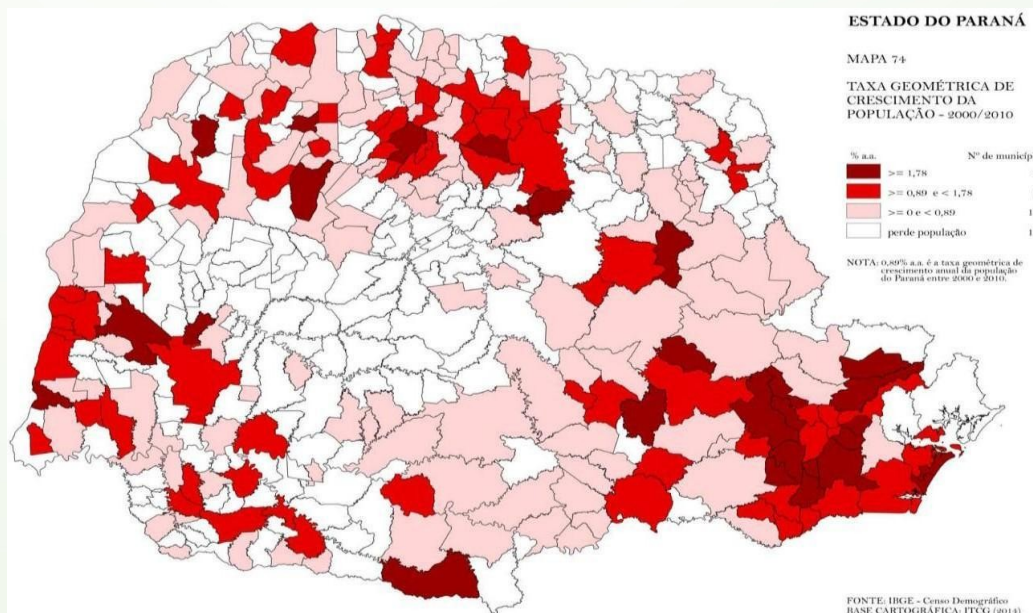 ESTADO DO PARANÁ
MAPA 74
TAXA GEOMÉTRICA DE
CRESCIMENTO DA
POPULAÇÃO - 2000/2010
% a.a. Nº de municíp
>= 1,78
>= 0,89 e < 1,78
>= 0 e < 0,89 1
perde população 1
NOTA: 0,89% a.a. é a taxa geométrica de
crescimento anual da população
do Paraná entre 2000 e 2010.
FONTE: IBGE - Censo Demográfico
BASE CARTOGRÁFICA: ITCG (2014)